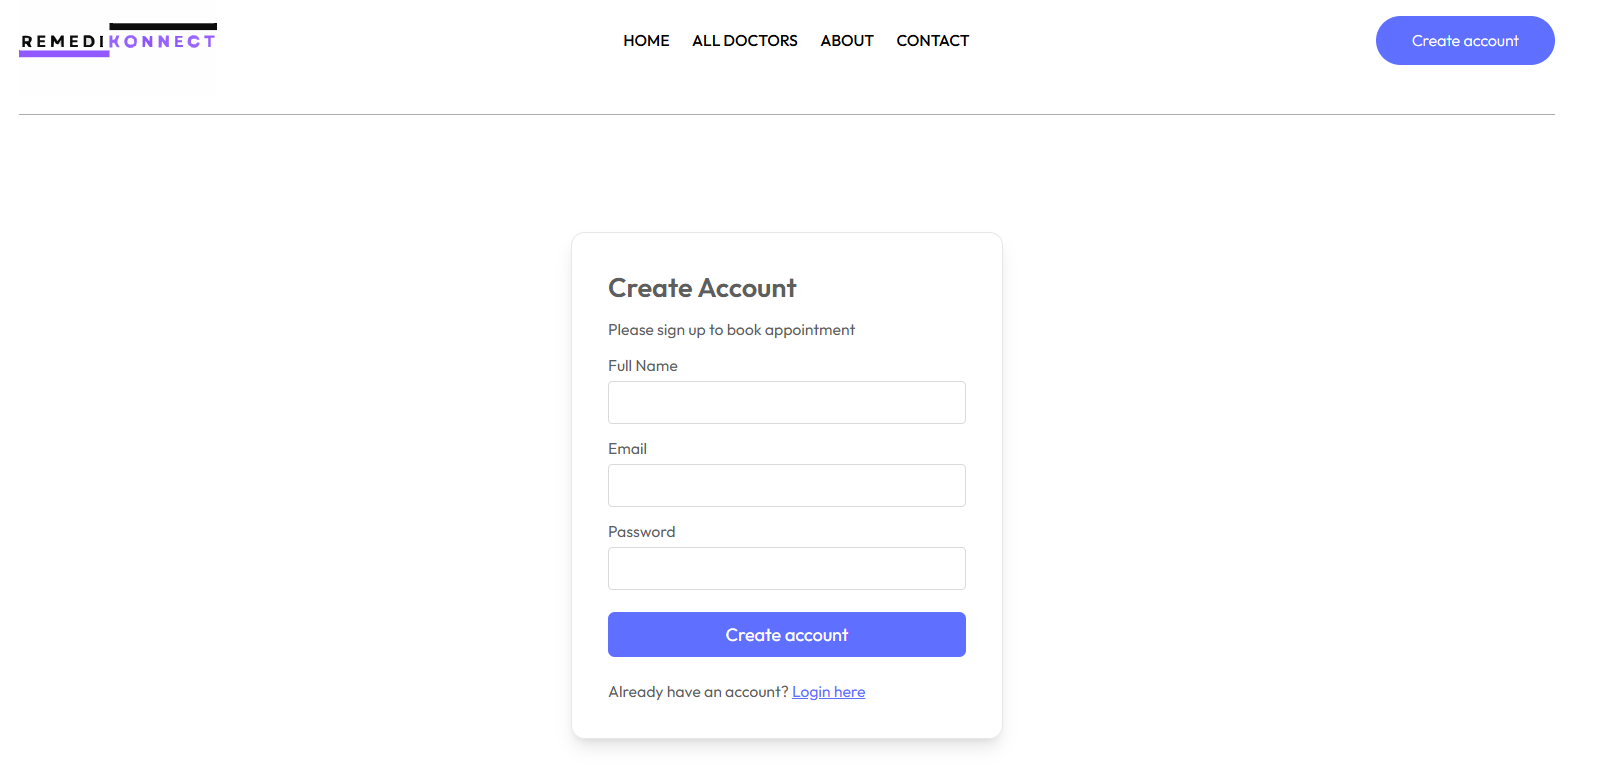 REMEDIKONNECT
HOME ALL DOCTORS ABOUT CONTACT
Create account
Create Account
Please sign up to book appointment
Full Name
Email
Password
Create account
Already have an account? Login here